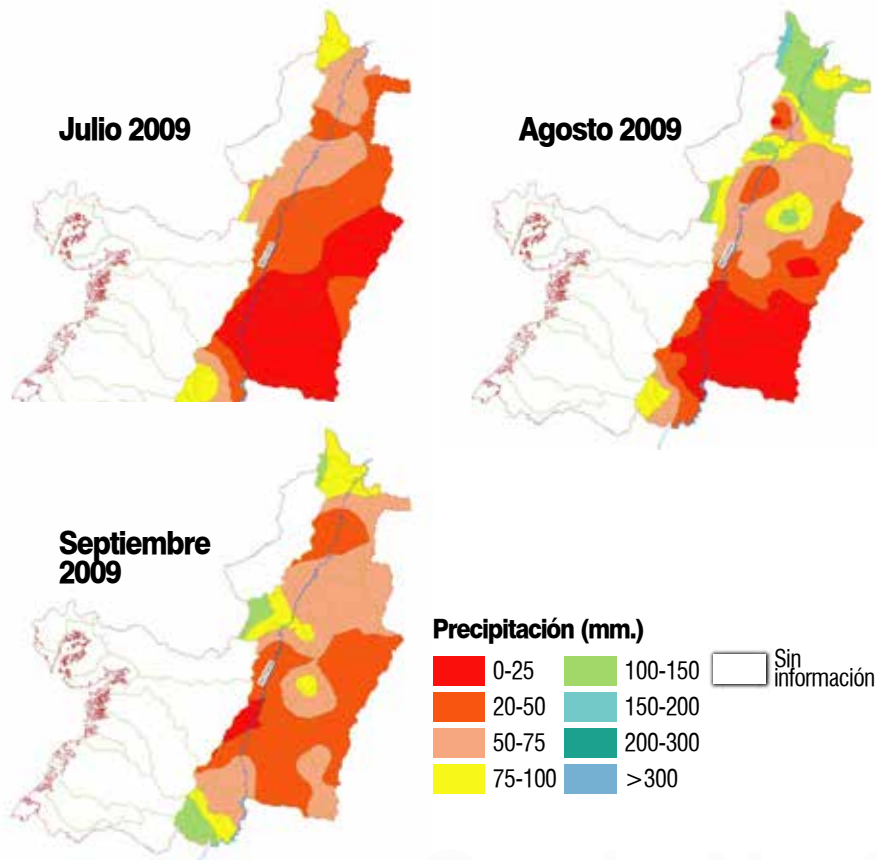 Julio 2009
Agosto 2009
Septiembre
2009
Precipitación (mm.)
0-25
20-50
50-75
75-100
100-150
150-200
200-300
>300
Sin
información